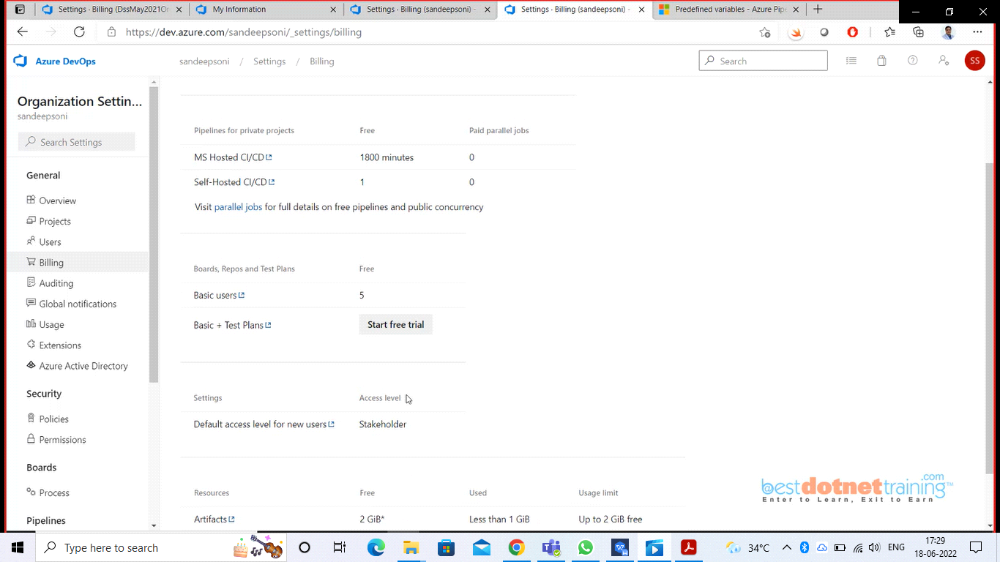 Settings - Billing (DssMay2021Or
My Information
Settings · Billing (sandeepsoni) -
Settings · Billing (sandeepsoni) -
Predefined variables - Azure Pip
https://dev.azure.com/sandeepsoni/_settings/billing
Azure DevOps
sandeepsoni / Settings / Billing
Search
SS
Organization Settin...
sandeepsoni
Search Settings
General
Overview
Projects
Users
Billing
Auditing
Global notifications
Usage
Extensions
Azure Active Directory
Security
Policies
Permissions
Boards
Process
Pipelines
Pipelines for private projects Free Paid parallel jobs
MS Hosted CI/CD 1800 minutes 0
Self-Hosted CI/CD 1 0
Visit parallel jobs for full details on free pipelines and public concurrency
Boards, Repos and Test Plans Free
Basic users 5
Basic + Test Plans Start free trial
Settings Access level
Default access level for new users Stakeholder
Resources Free Used Usage limit
Artifacts 2 GiB* Less than 1 GiB Up to 2 GiB free
@bestdotnettraining.com™
Enter to Learn, Exit to Earn
Type here to search
34°C
ENG
17:29
18-06-2022